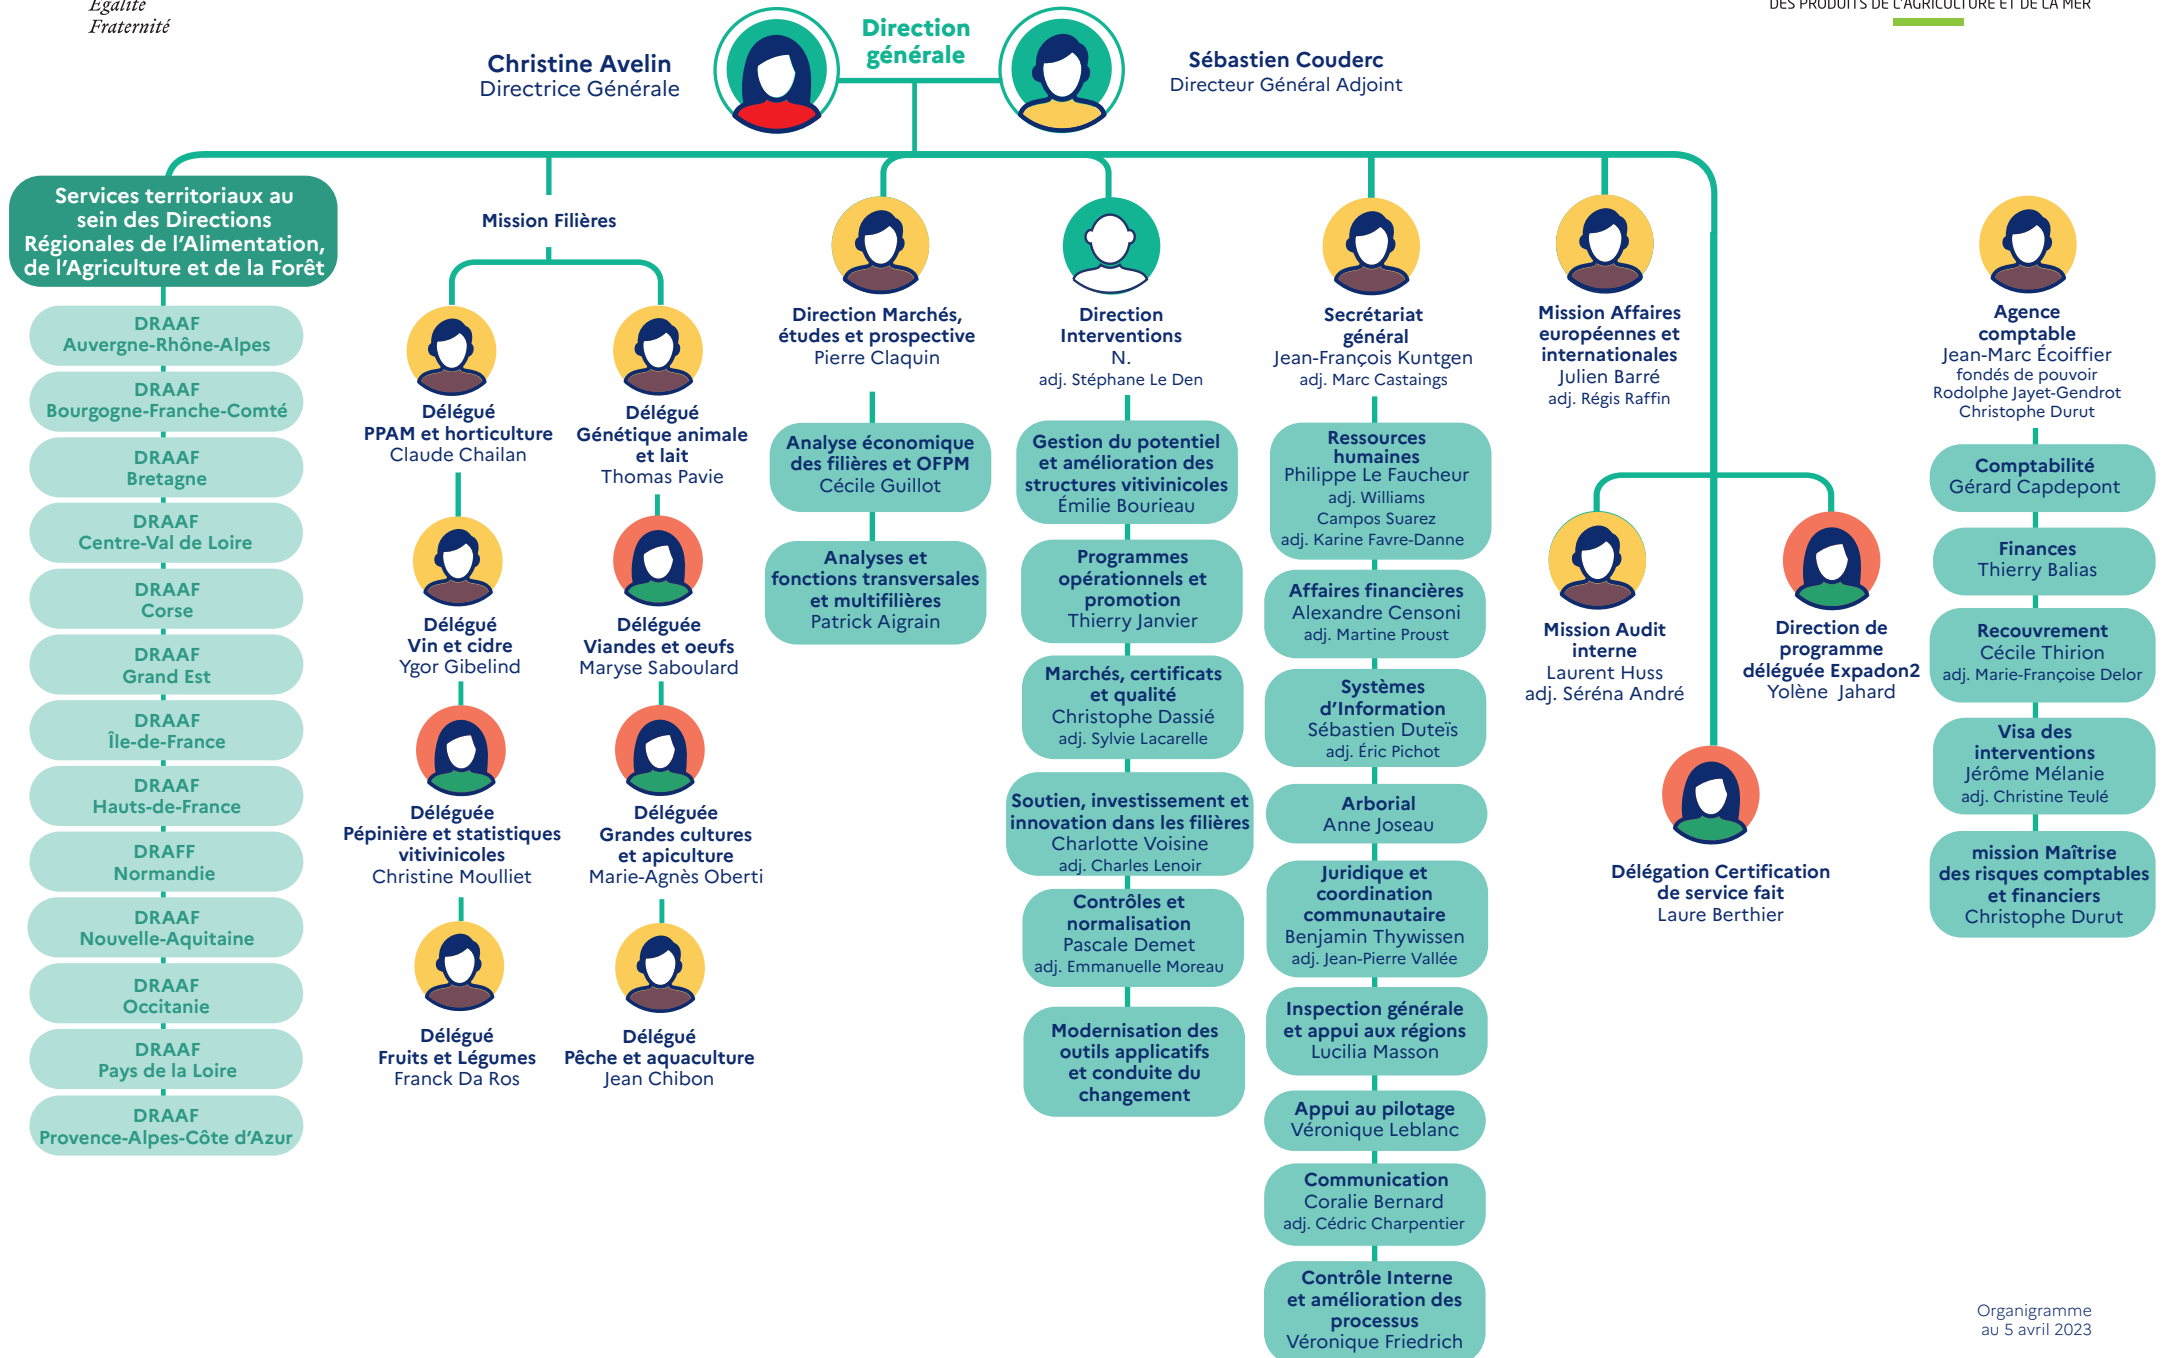 Égalité
Fraternité
DES PRODUITS DE L'AGRICULTURE ET DE LA MER
Direction
générale
Christine Avelin
Directrice Générale
Sébastien Couderc
Directeur Général Adjoint
Services territoriaux au
sein des Directions
Régionales de l'Alimentation,
de l'Agriculture et de la Forêt
DRAAF
Auvergne-Rhône-Alpes
DRAAF
Bourgogne-Franche-Comté
DRAAF
Bretagne
DRAAF
Centre-Val de Loire
DRAAF
Corse
DRAAF
Grand Est
DRAAF
Île-de-France
DRAAF
Hauts-de-France
DRAFF
Normandie
DRAAF
Nouvelle-Aquitaine
DRAAF
Occitanie
DRAAF
Pays de la Loire
DRAAF
Provence-Alpes-Côte d'Azur
Mission Filières
Délégué
PPAM et horticulture
Claude Chailan
Délégué
Vin et cidre
Ygor Gibelind
Déléguée
Pépinière et statistiques
vitivinicoles
Christine Moulliet
Délégué
Fruits et Légumes
Franck Da Ros
Délégué
Génétique animale
et lait
Thomas Pavie
Déléguée
Viandes et oeufs
Maryse Saboulard
Déléguée
Grandes cultures
et apiculture
Marie-Agnès Oberti
Délégué
Pêche et aquaculture
Jean Chibon
Direction Marchés,
études et prospective
Pierre Claquin
Analyse économique
des filières et OFPM
Cécile Guillot
Analyses et
fonctions transversales
et multifilières
Patrick Aigrain
Direction
Interventions
N.
adj. Stéphane Le Den
Gestion du potentiel
et amélioration des
structures vitivinicoles
Émilie Bourieau
Programmes
opérationnels et
promotion
Thierry Janvier
Marchés, certificats
et qualité
Christophe Dassié
adj. Sylvie Lacarelle
Soutien, investissement et
innovation dans les filières
Charlotte Voisine
adj. Charles Lenoir
Contrôles et
normalisation
Pascale Demet
adj. Emmanuelle Moreau
Modernisation des
outils applicatifs
et conduite du
changement
Secrétariat
général
Jean-François Kuntgen
adj. Marc Castaings
Ressources
humaines
Philippe Le Faucheur
adj. Williams
Campos Suarez
adj. Karine Favre-Danne
Affaires financières
Alexandre Censoni
adj. Martine Proust
Systèmes
d'Information
Sébastien Duteïs
adj. Éric Pichot
Arborial
Anne Joseau
Juridique et
coordination
communautaire
Benjamin Thywissen
adj. Jean-Pierre Vallée
Inspection générale
et appui aux régions
Lucilia Masson
Appui au pilotage
Véronique Leblanc
Communication
Coralie Bernard
adj. Cédric Charpentier
Contrôle Interne
et amélioration des
processus
Véronique Friedrich
Mission Affaires
européennes et
internationales
Julien Barré
adj. Régis Raffin
Mission Audit
interne
Laurent Huss
adj. Séréna André
Direction de
programme
déléguée Expadon2
Yolène Jahard
Délégation Certification
de service fait
Laure Berthier
Agence
comptable
Jean-Marc Écoiffier
fondés de pouvoir
Rodolphe Jayet-Gendrot
Christophe Durut
Comptabilité
Gérard Capdepont
Finances
Thierry Balias
Recouvrement
Cécile Thirion
adj. Marie-Françoise Delor
Visa des
interventions
Jérôme Mélanie
adj. Christine Teulé
mission Maîtrise
des risques comptables
et financiers
Christophe Durut
Organigramme
au 5 avril 2023